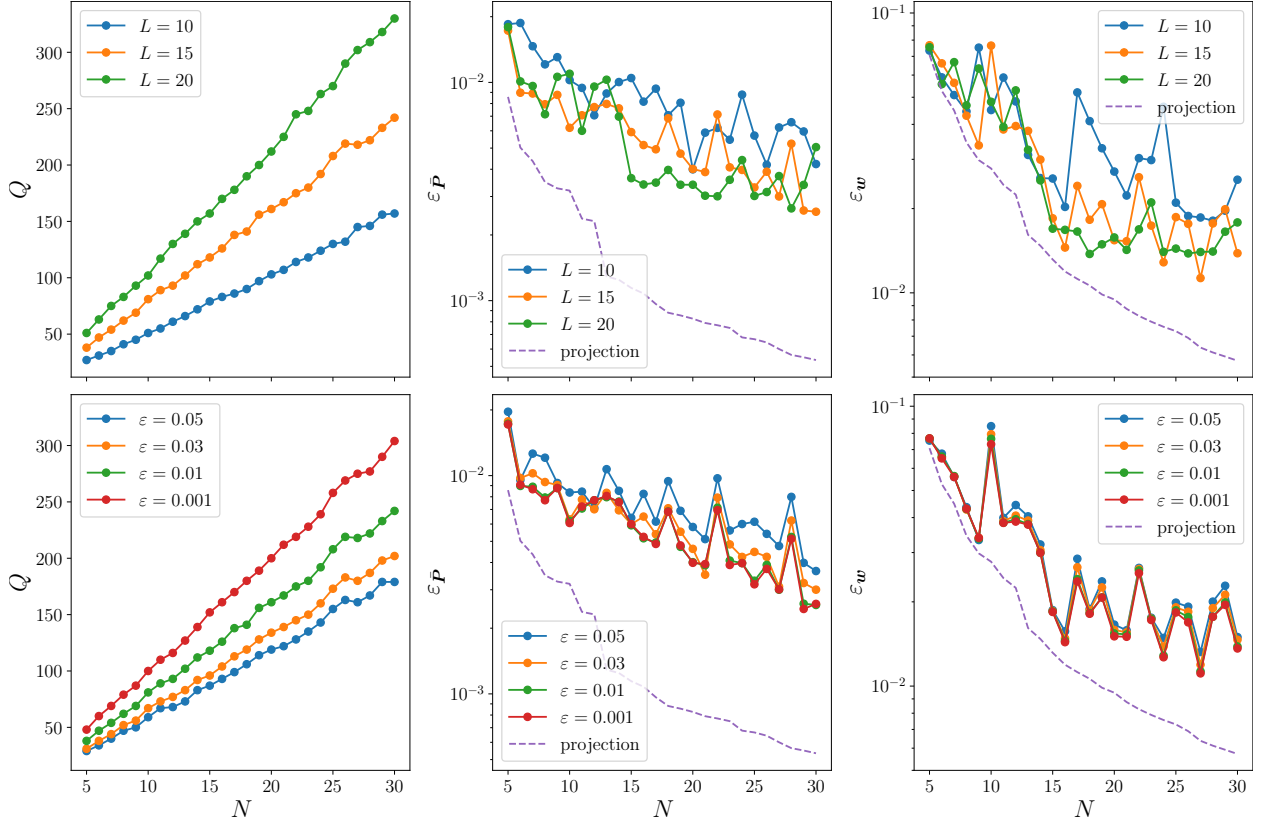 L = 10
L = 15
L = 20
300
250
200
150
100
50
Q
L = 10
L = 15
L = 20
projection
10⁻²
10⁻³
ε_P̄
L = 10
L = 15
L = 20
projection
10⁻¹
10⁻²
ε_w
ε = 0.05
ε = 0.03
ε = 0.01
ε = 0.001
300
250
200
150
100
50
Q
5 10 15 20 25 30
N
ε = 0.05
ε = 0.03
ε = 0.01
ε = 0.001
projection
10⁻²
10⁻³
ε_P̄
5 10 15 20 25 30
N
ε = 0.05
ε = 0.03
ε = 0.01
ε = 0.001
projection
10⁻¹
10⁻²
ε_w
5 10 15 20 25 30
N